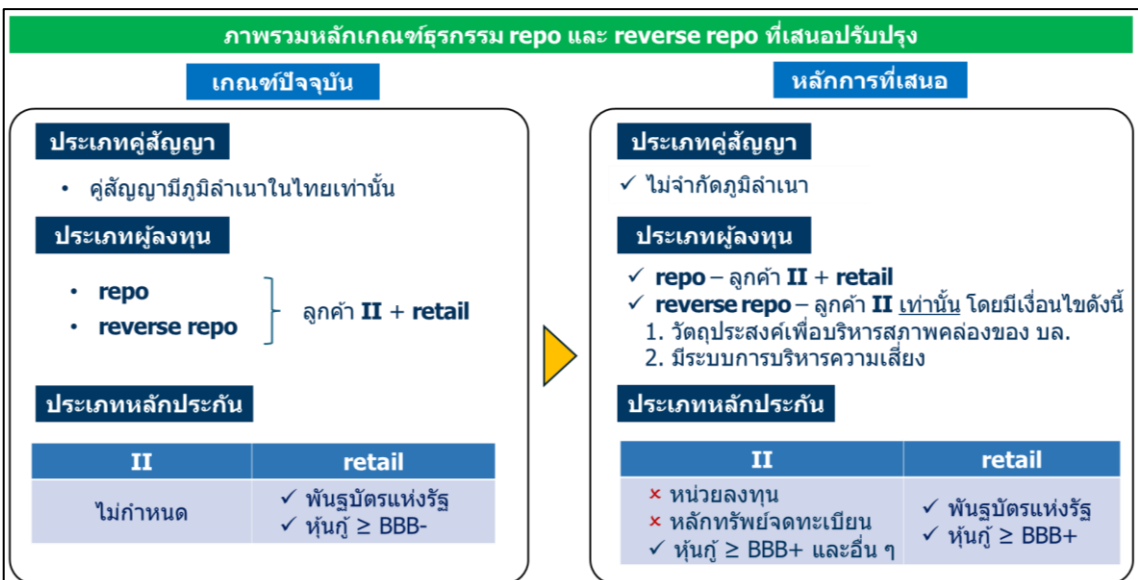 ภาพรวมหลักเกณฑ์ธุรกรรม repo และ reverse repo ที่เสนอปรับปรุง
เกณฑ์ปัจจุบัน
ประเภทคู่สัญญา
• คู่สัญญามีภูมิลำเนาในไทยเท่านั้น
ประเภทผู้ลงทุน
• repo
• reverse repo
ลูกค้า II + retail
ประเภทหลักประกัน
II retail
ไม่กำหนด
✓ พันธบัตรแห่งรัฐ
✓ หุ้นกู้ ≥ BBB-
หลักการที่เสนอ
ประเภทคู่สัญญา
✓ ไม่จำกัดภูมิลำเนา
ประเภทผู้ลงทุน
✓ repo – ลูกค้า II + retail
✓ reverse repo – ลูกค้า II เท่านั้น โดยมีเงื่อนไขดังนี้
1. วัตถุประสงค์เพื่อบริหารสภาพคล่องของ บล.
2. มีระบบการบริหารความเสี่ยง
ประเภทหลักประกัน
II retail
× หน่วยลงทุน
× หลักทรัพย์จดทะเบียน
✓ หุ้นกู้ ≥ BBB+ และอื่น ๆ
✓ พันธบัตรแห่งรัฐ
✓ หุ้นกู้ ≥ BBB+